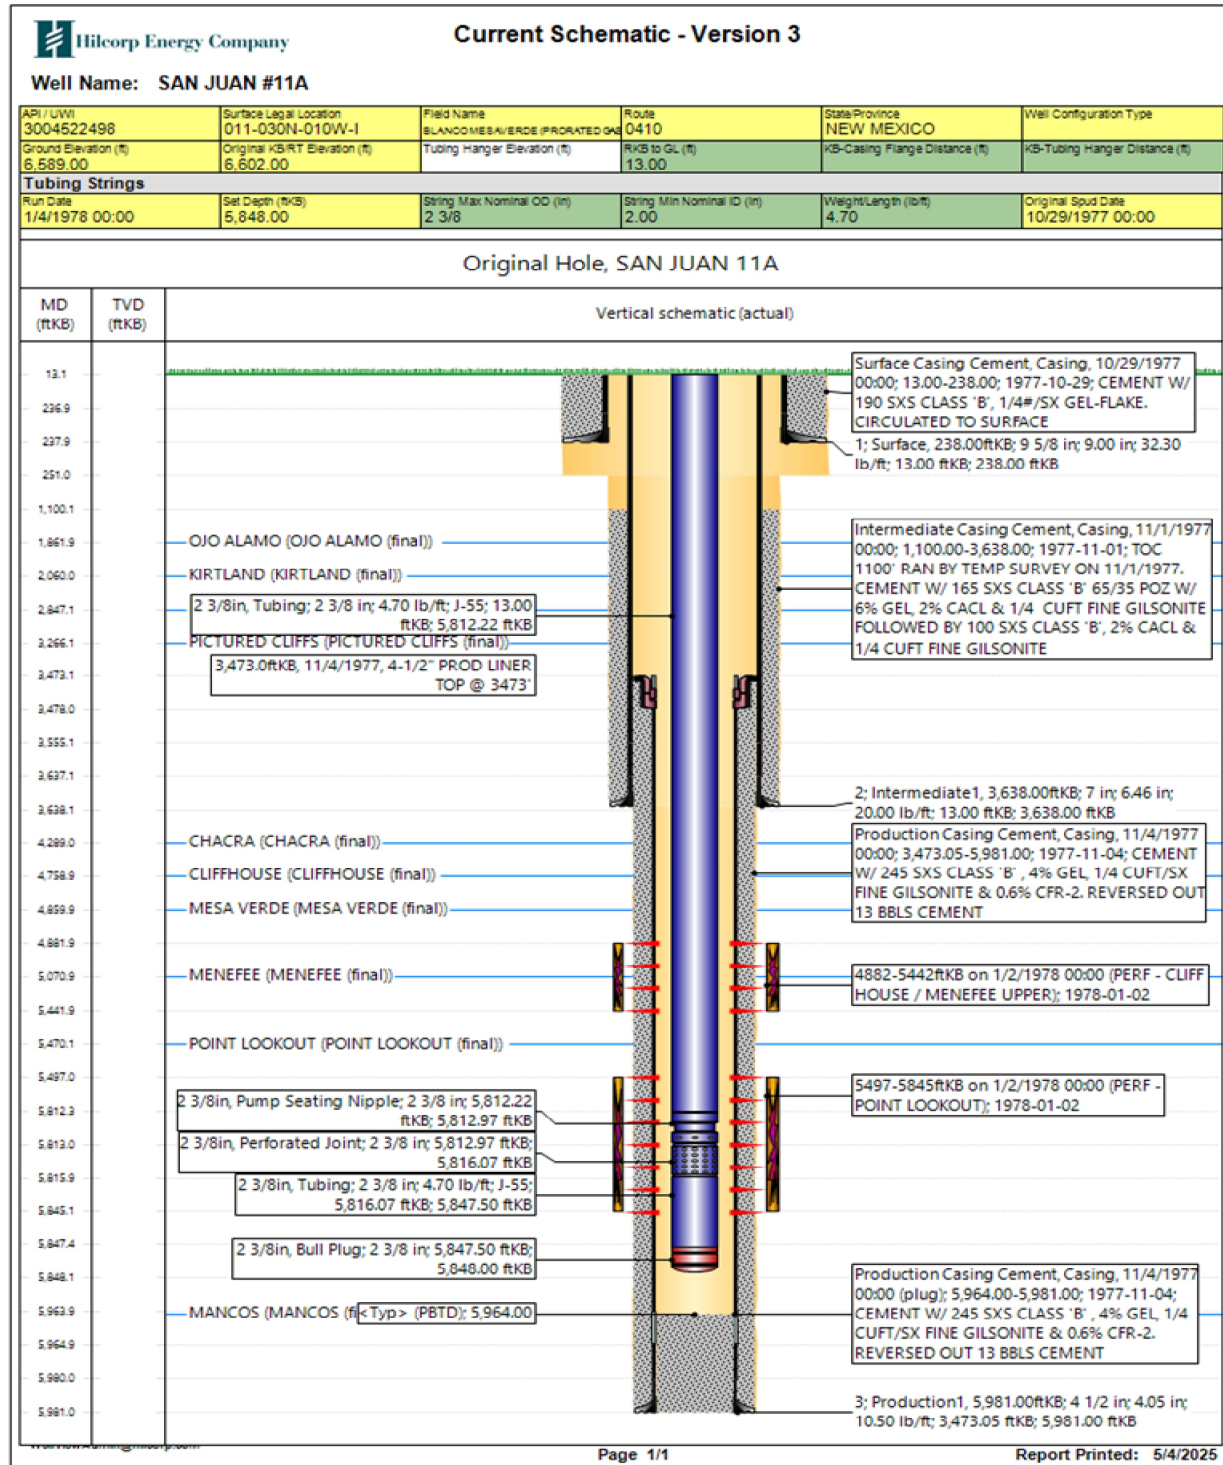 Hilcorp Energy Company
Current Schematic - Version 3
Well Name: SAN JUAN #11A
API / UWI
3004522498
Surface Legal Location
011-030N-010W-I
Field Name
BLANCO MESAVERDE (PRORATED GAS
Route
0410
State/Province
NEW MEXICO
Well Configuration Type
Ground Elevation (ft)
6,589.00
Original KB/RT Elevation (ft)
6,602.00
Tubing Hanger Elevation (ft)
RKB to GL (ft)
13.00
KB-Casing Flange Distance (ft)
KB-Tubing Hanger Distance (ft)
Tubing Strings
Run Date
1/4/1978 00:00
Set Depth (ftKB)
5,848.00
String Max Nominal OD (in)
2 3/8
String Min Nominal ID (in)
2.00
Weight/Length (lb/ft)
4.70
Original Spud Date
10/29/1977 00:00
Original Hole, SAN JUAN 11A
MD
(ftKB)
TVD
(ftKB)
Vertical schematic (actual)
13.1
236.9
237.9
251.0
1,100.1
1,861.9
2,060.0
2,847.1
3,266.1
3,473.1
3,478.0
3,555.1
3,637.1
3,638.1
4,289.0
4,758.9
4,859.9
4,881.9
5,070.9
5,441.9
5,470.1
5,497.0
5,812.3
5,813.0
5,815.9
5,845.1
5,847.4
5,848.1
5,963.9
5,964.9
5,980.0
5,981.0
OJO ALAMO (OJO ALAMO (final))
KIRTLAND (KIRTLAND (final))
2 3/8in, Tubing; 2 3/8 in; 4.70 lb/ft; J-55; 13.00
ftKB; 5,812.22 ftKB
PICTURED CLIFFS (PICTURED CLIFFS (final))
3,473.0ftKB, 11/4/1977, 4-1/2" PROD LINER
TOP @ 3473'
CHACRA (CHACRA (final))
CLIFFHOUSE (CLIFFHOUSE (final))
MESA VERDE (MESA VERDE (final))
MENEFEE (MENEFEE (final))
POINT LOOKOUT (POINT LOOKOUT (final))
2 3/8in, Pump Seating Nipple; 2 3/8 in; 5,812.22
ftKB; 5,812.97 ftKB
2 3/8in, Perforated Joint; 2 3/8 in; 5,812.97 ftKB;
5,816.07 ftKB
2 3/8in, Tubing; 2 3/8 in; 4.70 lb/ft; J-55;
5,816.07 ftKB; 5,847.50 ftKB
2 3/8in, Bull Plug; 2 3/8 in; 5,847.50 ftKB;
5,848.00 ftKB
MANCOS (MANCOS (fi
<Typ> (PBTD); 5,964.00
Surface Casing Cement, Casing, 10/29/1977
00:00; 13.00-238.00; 1977-10-29; CEMENT W/
190 SXS CLASS 'B', 1/4#/SX GEL-FLAKE.
CIRCULATED TO SURFACE
1; Surface, 238.00ftKB; 9 5/8 in; 9.00 in; 32.30
lb/ft; 13.00 ftKB; 238.00 ftKB
Intermediate Casing Cement, Casing, 11/1/1977
00:00; 1,100.00-3,638.00; 1977-11-01; TOC
1100' RAN BY TEMP SURVEY ON 11/1/1977.
CEMENT W/ 165 SXS CLASS 'B' 65/35 POZ W/
6% GEL, 2% CACL & 1/4 CUFT FINE GILSONITE
FOLLOWED BY 100 SXS CLASS 'B', 2% CACL &
1/4 CUFT FINE GILSONITE
2; Intermediate1, 3,638.00ftKB; 7 in; 6.46 in;
20.00 lb/ft; 13.00 ftKB; 3,638.00 ftKB
Production Casing Cement, Casing, 11/4/1977
00:00; 3,473.05-5,981.00; 1977-11-04; CEMENT
W/ 245 SXS CLASS 'B' , 4% GEL, 1/4 CUFT/SX
FINE GILSONITE & 0.6% CFR-2. REVERSED OUT
13 BBLS CEMENT
4882-5442ftKB on 1/2/1978 00:00 (PERF - CLIFF
HOUSE / MENEFEE UPPER); 1978-01-02
5497-5845ftKB on 1/2/1978 00:00 (PERF -
POINT LOOKOUT); 1978-01-02
Production Casing Cement, Casing, 11/4/1977
00:00 (plug); 5,964.00-5,981.00; 1977-11-04;
CEMENT W/ 245 SXS CLASS 'B' , 4% GEL, 1/4
CUFT/SX FINE GILSONITE & 0.6% CFR-2.
REVERSED OUT 13 BBLS CEMENT
3; Production1, 5,981.00ftKB; 4 1/2 in; 4.05 in;
10.50 lb/ft; 3,473.05 ftKB; 5,981.00 ftKB
Page 1/1
Report Printed: 5/4/2025